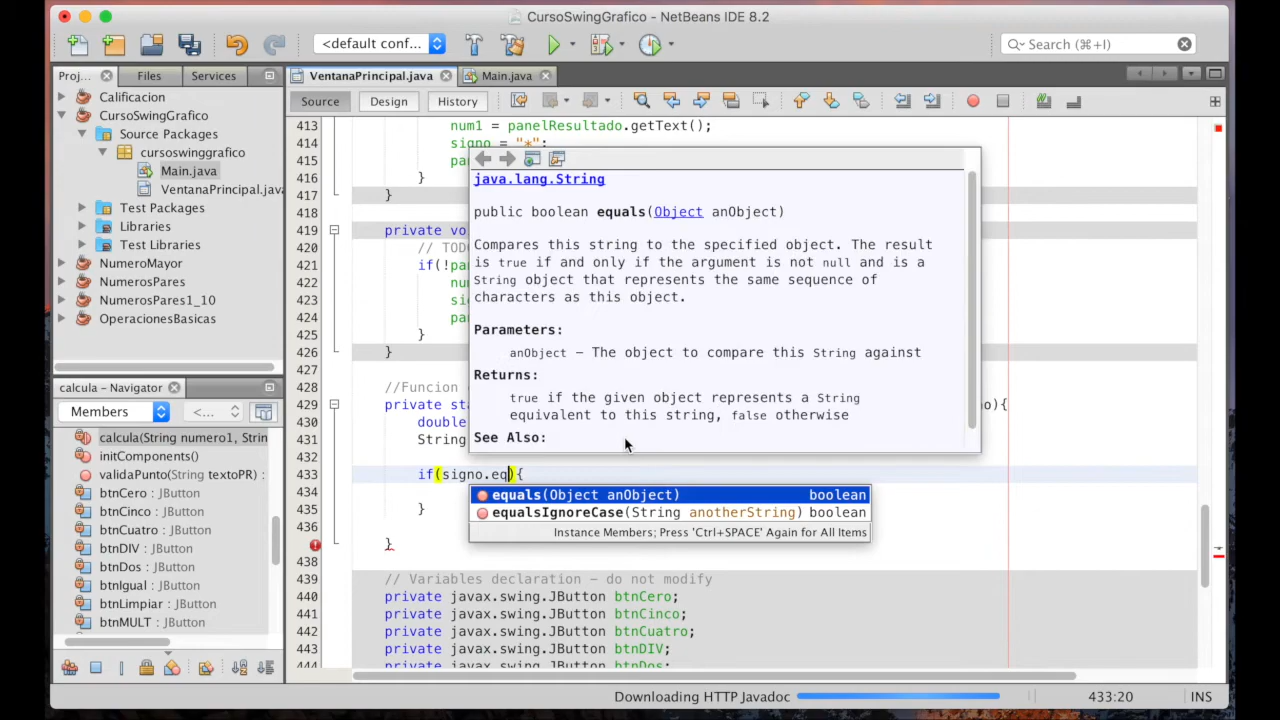 CursoSwingGrafico - NetBeans IDE 8.2
<default conf...
Search (⌘+I)
Proj...
Files
Services
VentanaPrincipal.java
Main.java
Source
Design
History
Calificacion
CursoSwingGrafico
Source Packages
cursoswinggrafico
Main.java
VentanaPrincipal.java
Test Packages
Libraries
Test Libraries
NumeroMayor
NumerosPares
NumerosPares1_10
OperacionesBasicas
calcula - Navigator
Members
<...
calcula(String numero1, Strin
initComponents()
validaPunto(String textoPR) :
btnCero : JButton
btnCinco : JButton
btnCuatro : JButton
btnDIV : JButton
btnDos : JButton
btnIgual : JButton
btnLimpiar : JButton
btnMULT : JButton
413 num1 = panelResultado.getText();
414 signo = "*";
415 pa
416 }
417 }
418
419 private vo
420 // TODO
421 if(!pa
422 nu
423 si
424 pa
425 }
426 }
427
428 //Funcion
429 private sta o){
430 double
431 String
432
433 if(signo.eq){
434
435 }
436
}
438
439 // Variables declaration - do not modify
440 private javax.swing.JButton btnCero;
441 private javax.swing.JButton btnCinco;
442 private javax.swing.JButton btnCuatro;
443 private javax.swing.JButton btnDIV;
444 private javax.swing.JButton btnDos;
java.lang.String
public boolean equals(Object anObject)
Compares this string to the specified object. The result
is true if and only if the argument is not null and is a
String object that represents the same sequence of
characters as this object.
Parameters:
anObject - The object to compare this String against
Returns:
true if the given object represents a String
equivalent to this string, false otherwise
See Also:
equals(Object anObject) boolean
equalsIgnoreCase(String anotherString) boolean
Instance Members; Press 'Ctrl+SPACE' Again for All Items
Downloading HTTP Javadoc
433:20
INS